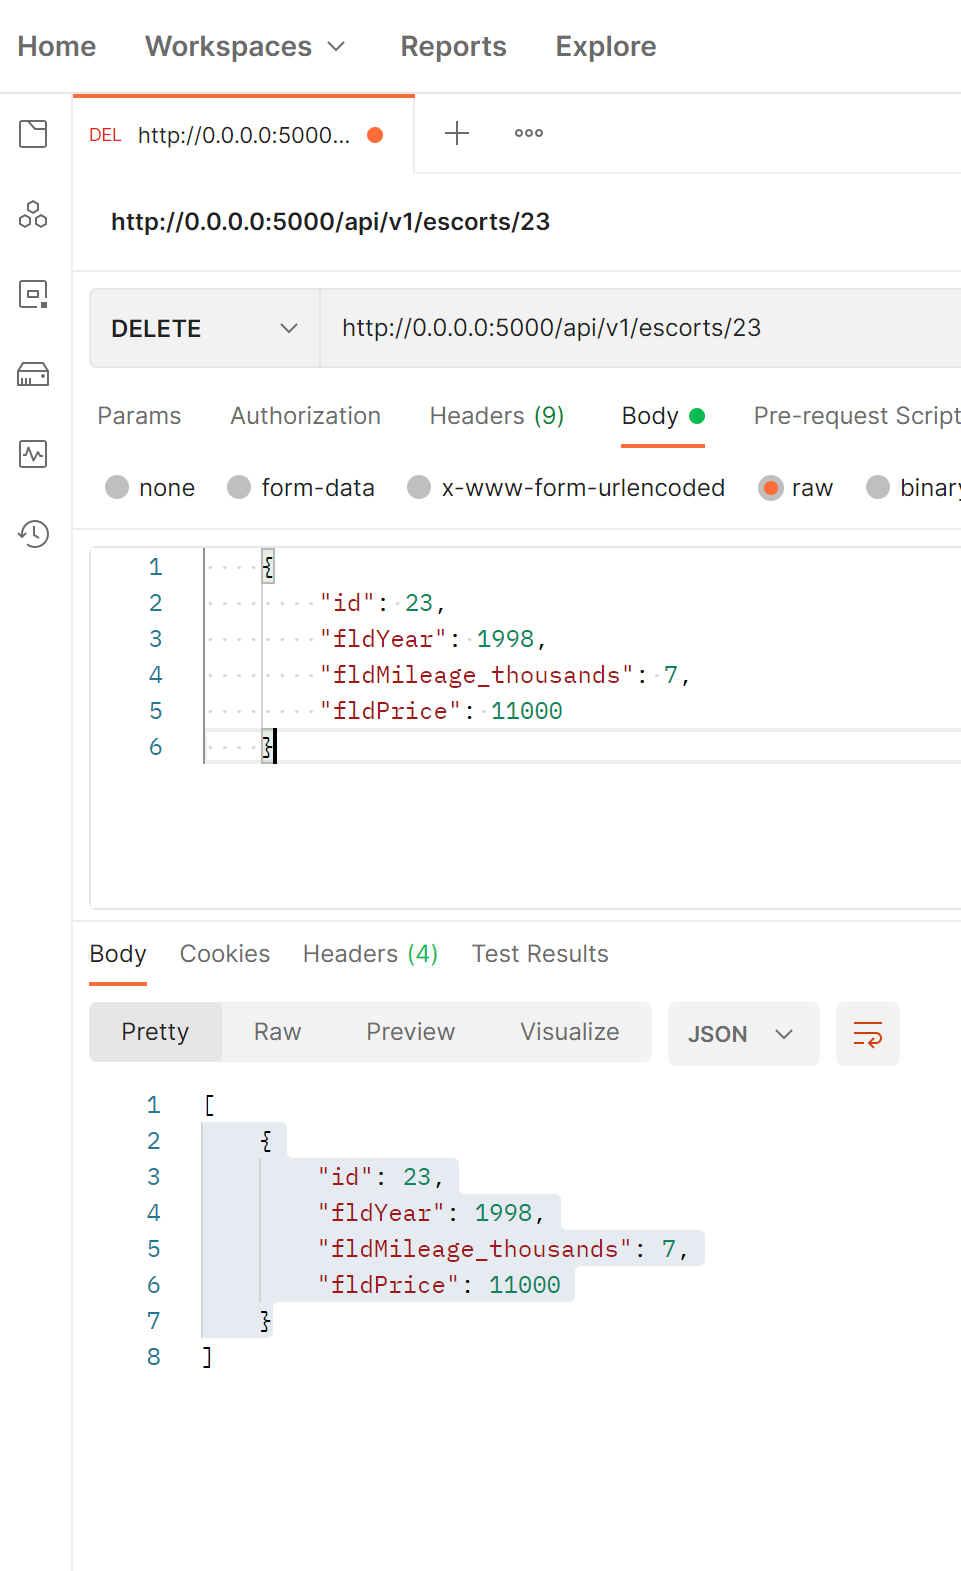 Home Workspaces Reports Explore
DEL http://0.0.0.0:5000...
http://0.0.0.0:5000/api/v1/escorts/23
DELETE http://0.0.0.0:5000/api/v1/escorts/23
Params Authorization Headers (9) Body Pre-request Script
none form-data x-www-form-urlencoded raw binary
1 {
2 "id": 23,
3 "fldYear": 1998,
4 "fldMileage_thousands": 7,
5 "fldPrice": 11000
6 }
Body Cookies Headers (4) Test Results
Pretty Raw Preview Visualize JSON
1 [
2 {
3 "id": 23,
4 "fldYear": 1998,
5 "fldMileage_thousands": 7,
6 "fldPrice": 11000
7 }
8 ]